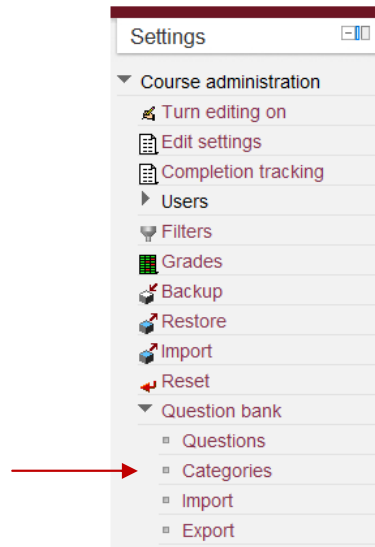 Settings
Course administration
Turn editing on
Edit settings
Completion tracking
Users
Filters
Grades
Backup
Restore
Import
Reset
Question bank
Questions
Categories
Import
Export